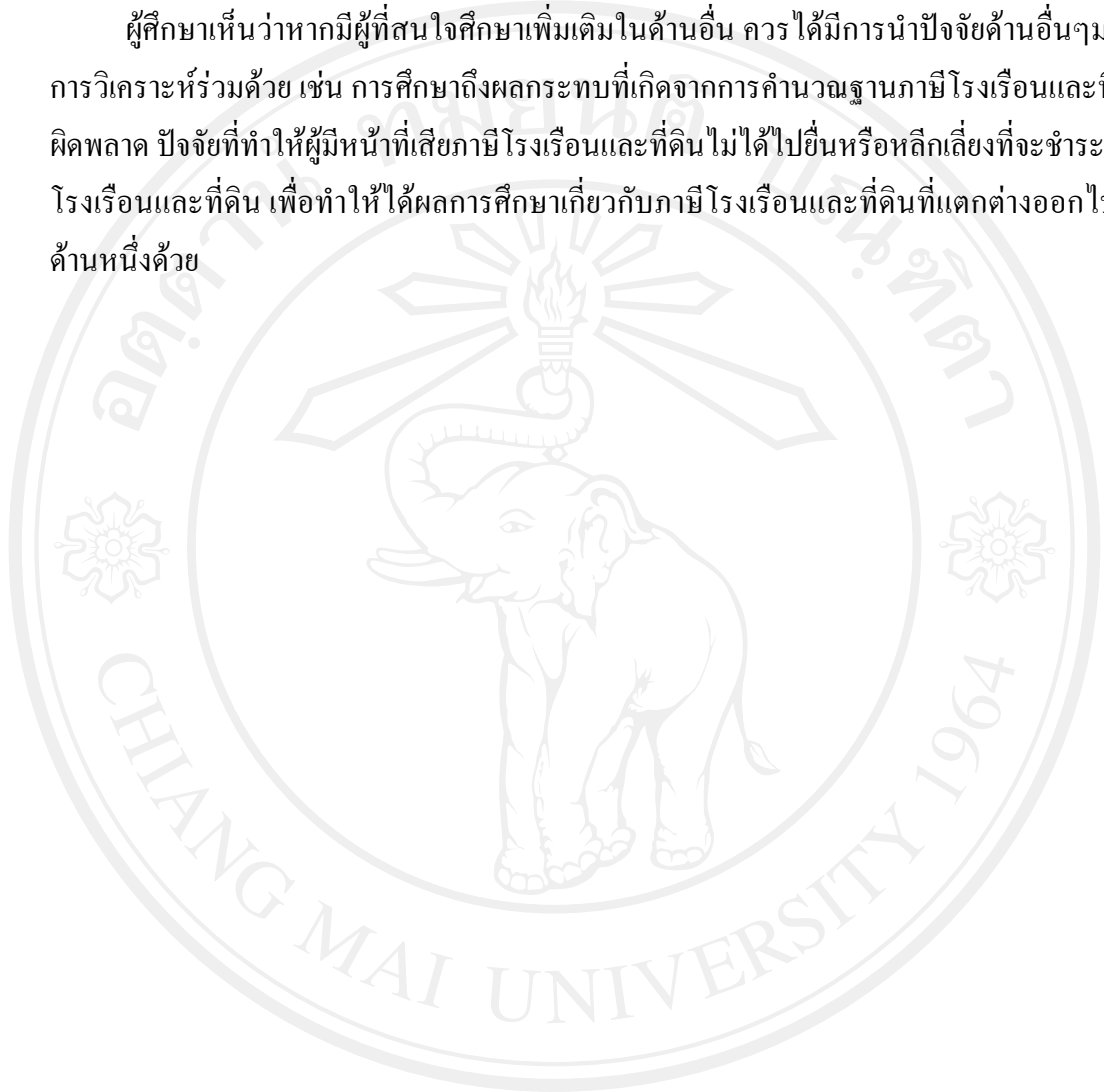 ผู้ศึกษาเห็นว่าหากมีผู้ที่สนใจศึกษาเพิ่มเติมในด้านอื่น ควรได้มีการนำปัจจัยด้านอื่นๆ
การวิเคราะห์ร่วมด้วย เช่น การศึกษาถึงผลกระทบที่เกิดจากการคำนวณฐานภาษีโรงเรือนและ
ผิดพลาด ปัจจัยที่ทำให้ผู้มีหน้าที่เสียภาษีโรงเรือนและที่ดินไม่ได้ไปยื่นหรือหลีกเลี่ยงที่จะชำระ
โรงเรือนและที่ดิน เพื่อทำให้ได้ผลการศึกษาเกี่ยวกับภาษีโรงเรือนและที่ดินที่แตกต่างออก
ด้านหนึ่งด้วย
อตฺตานํ ทมยนฺติ ปณฺฑิตา
CHIANG MAI UNIVERSITY 1964